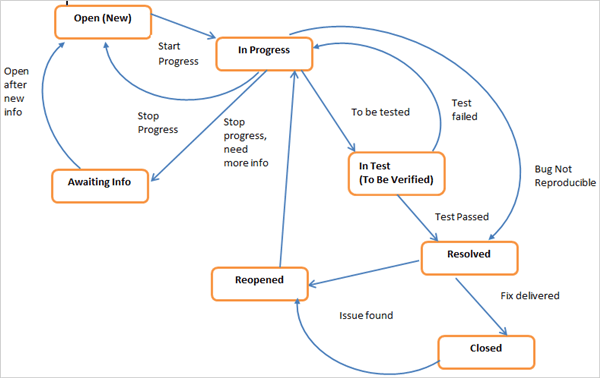 Open (New)
Start
Progress
In Progress
Open
after
new
info
Stop
Progress
Stop
progress,
need
more info
To be tested
Test
failed
Awaiting Info
In Test
(To Be Verified)
Bug Not
Reproducible
Test Passed
Resolved
Reopened
Fix delivered
Issue found
Closed